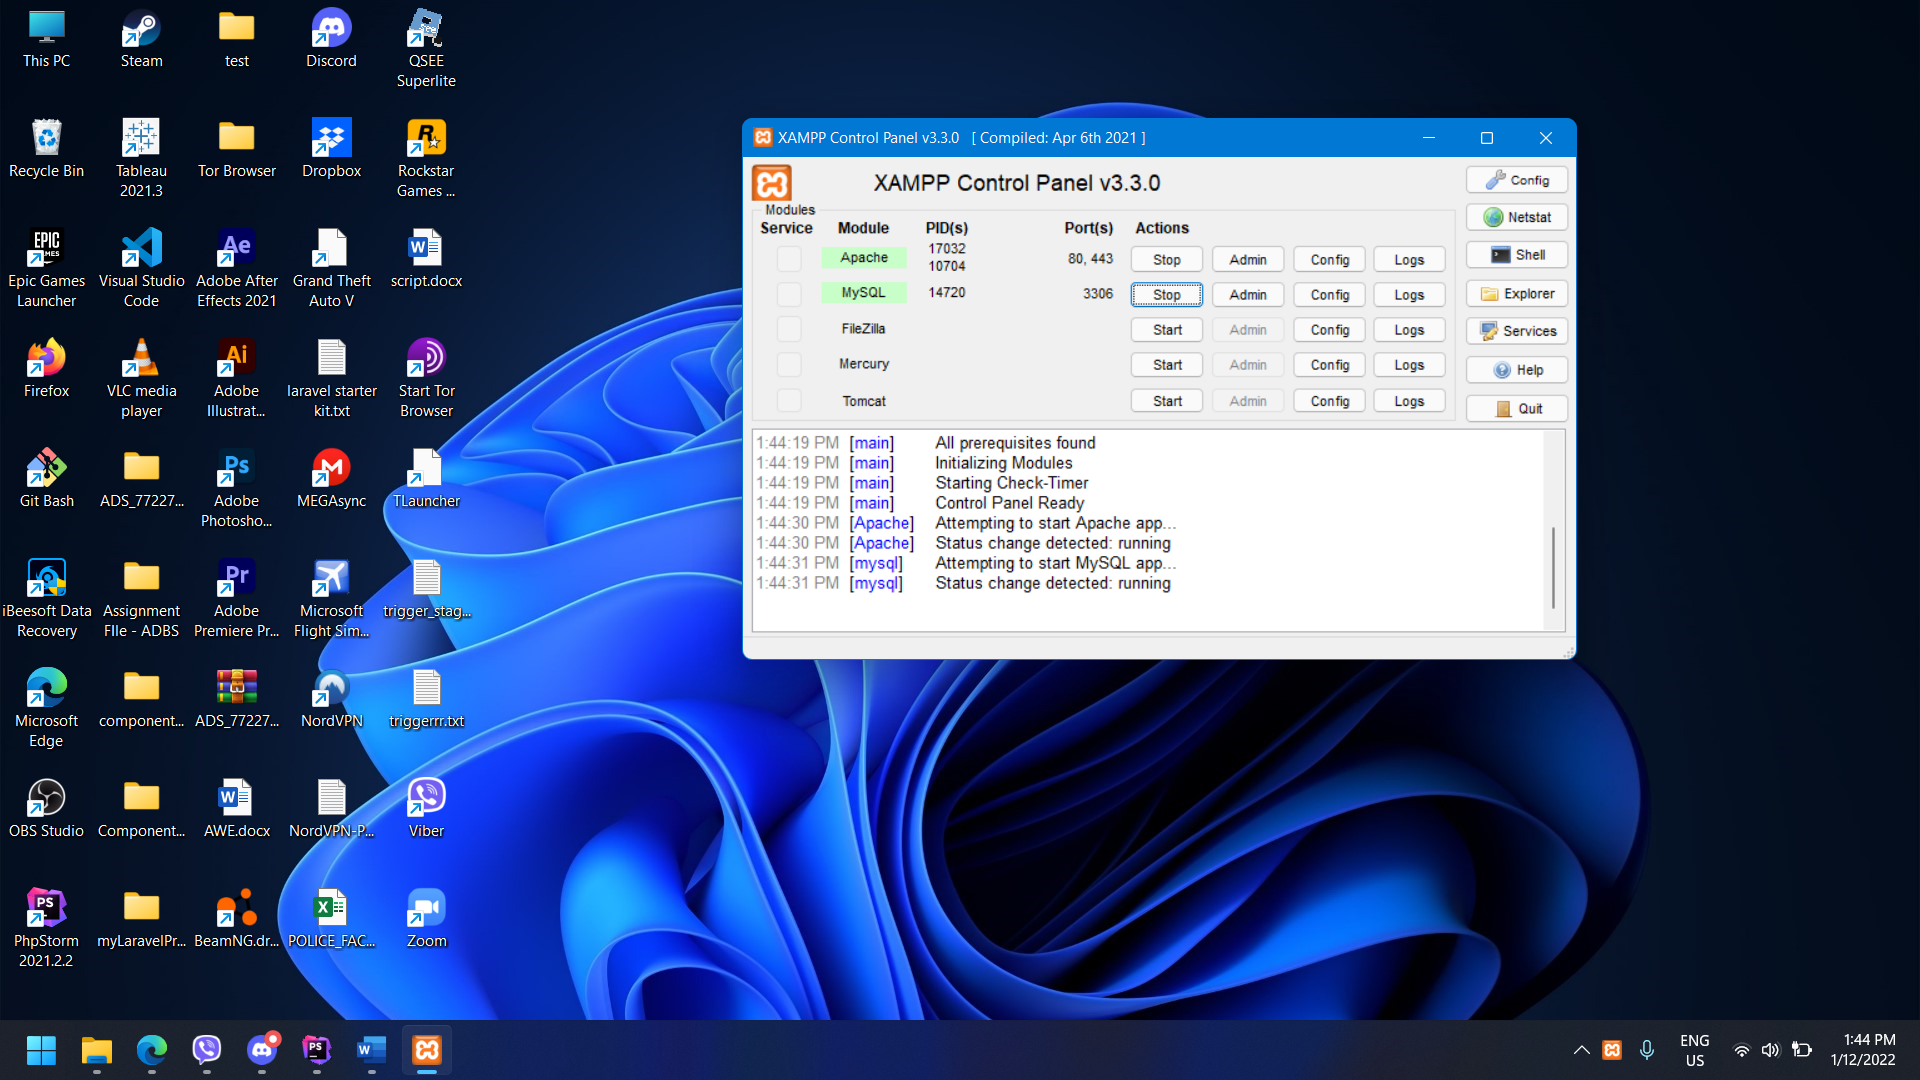 This PC
Steam
test
Discord
QSEE
Superlite
Recycle Bin
Tableau
2021.3
Tor Browser
Dropbox
Rockstar
Games ...
EPIC
GAMES
Epic Games
Launcher
Visual Studio
Code
Ae
Adobe After
Effects 2021
Grand Theft
Auto V
W
script.docx
Firefox
VLC media
player
Ai
Adobe
Illustrat...
laravel starter
kit.txt
Start Tor
Browser
Git Bash
ADS_77227...
Ps
Adobe
Photosho...
MEGAsync
TLauncher
iBeesoft Data
Recovery
Assignment
FIle - ADBS
Pr
Adobe
Premiere Pr...
Microsoft
Flight Sim...
trigger_stag...
Microsoft
Edge
component...
ADS_77227...
NordVPN
triggerrr.txt
OBS Studio
Component...
W
AWE.docx
NordVPN-P...
Viber
PS
PhpStorm
2021.2.2
myLaravelPr...
BeamNG.dr...
X
POLICE_FAC...
Zoom
XAMPP Control Panel v3.3.0 [ Compiled: Apr 6th 2021 ]
XAMPP Control Panel v3.3.0
Modules
Service Module PID(s) Port(s) Actions
Apache 17032 10704 80, 443 Stop Admin Config Logs
MySQL 14720 3306 Stop Admin Config Logs
FileZilla Start Admin Config Logs
Mercury Start Admin Config Logs
Tomcat Start Admin Config Logs
Config
Netstat
Shell
Explorer
Services
Help
Quit
1:44:19 PM [main] All prerequisites found
1:44:19 PM [main] Initializing Modules
1:44:19 PM [main] Starting Check-Timer
1:44:19 PM [main] Control Panel Ready
1:44:30 PM [Apache] Attempting to start Apache app...
1:44:30 PM [Apache] Status change detected: running
1:44:31 PM [mysql] Attempting to start MySQL app...
1:44:31 PM [mysql] Status change detected: running
PS
W
ENG
US
1:44 PM
1/12/2022